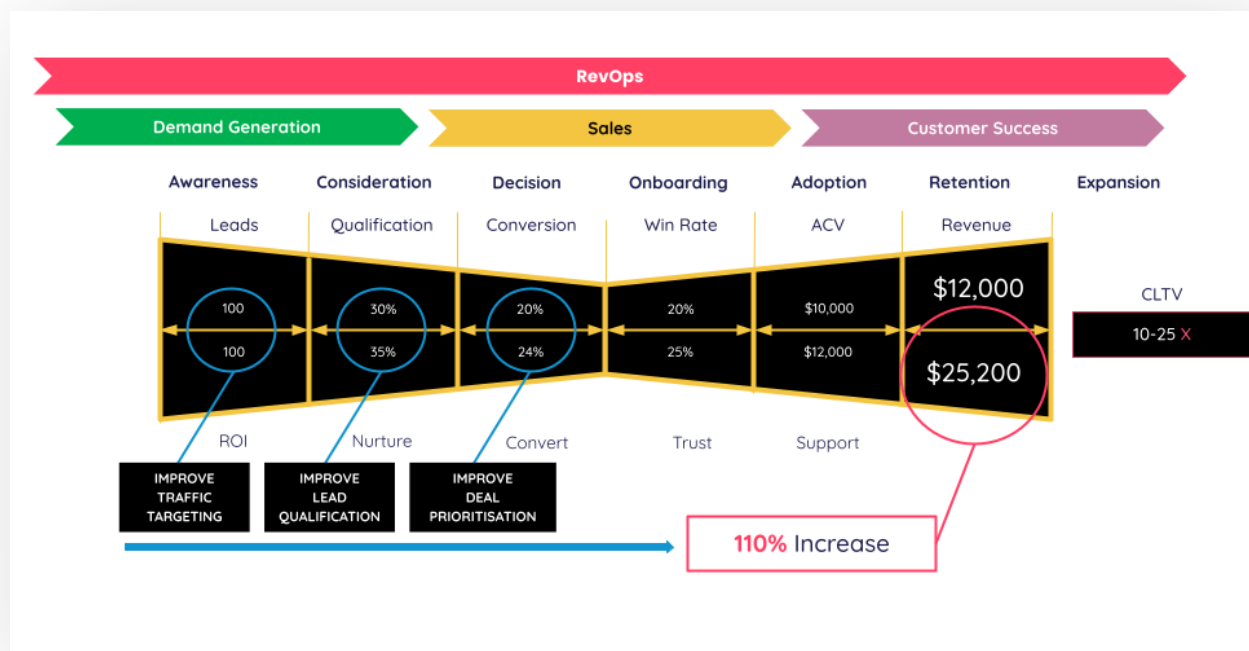 RevOps
Demand Generation
Sales
Customer Success
Awareness
Consideration
Decision
Onboarding
Adoption
Retention
Expansion
Leads
Qualification
Conversion
Win Rate
ACV
Revenue
100
30%
20%
20%
$10,000
$12,000
CLTV
10-25 X
100
35%
24%
25%
$12,000
$25,200
ROI
Nurture
Convert
Trust
Support
IMPROVE
TRAFFIC
TARGETING
IMPROVE
LEAD
QUALIFICATION
IMPROVE
DEAL
PRIORITISATION
110% Increase